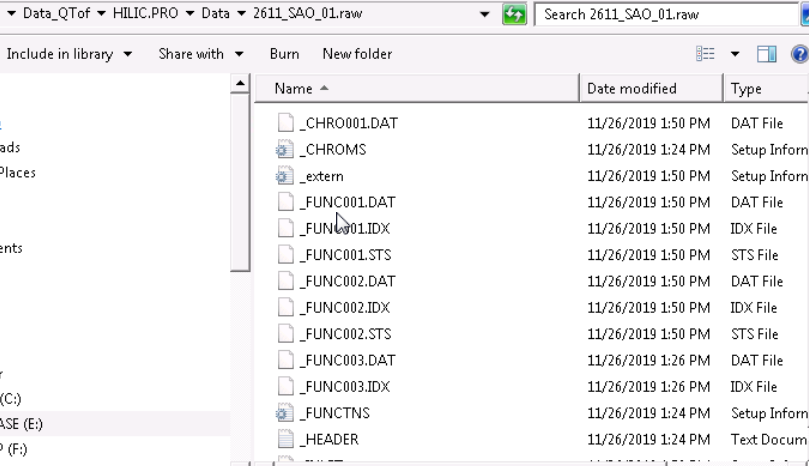 Data_QTof HILIC.PRO Data 2611_SAO_01.raw Search 2611_SAO_01.raw
Include in library Share with Burn New folder
Name Date modified Type
_CHRO001.DAT 11/26/2019 1:50 PM DAT File
ads _CHROMS 11/26/2019 1:24 PM Setup Inforn
Places _extern 11/26/2019 1:50 PM Setup Inforn
_FUNC001.DAT 11/26/2019 1:50 PM DAT File
_FUNC001.IDX 11/26/2019 1:50 PM IDX File
ents _FUNC001.STS 11/26/2019 1:50 PM STS File
_FUNC002.DAT 11/26/2019 1:50 PM DAT File
_FUNC002.IDX 11/26/2019 1:50 PM IDX File
_FUNC002.STS 11/26/2019 1:50 PM STS File
_FUNC003.DAT 11/26/2019 1:26 PM DAT File
r _FUNC003.IDX 11/26/2019 1:26 PM IDX File
(C:)
ASE (E:) _FUNCTNS 11/26/2019 1:24 PM Setup Inforn
P (F:) _HEADER 11/26/2019 1:24 PM Text Docum